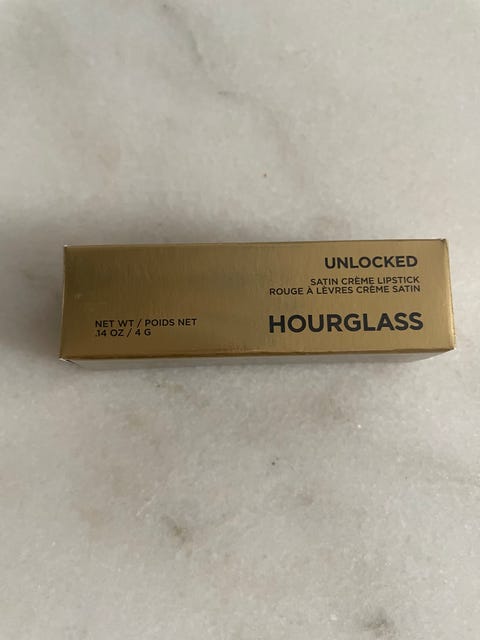 UNLOCKED
SATIN CRÈME LIPSTICK
ROUGE À LÈVRES CRÈME SATIN
HOURGLASS
NET WT / POIDS NET
.14 OZ / 4 G